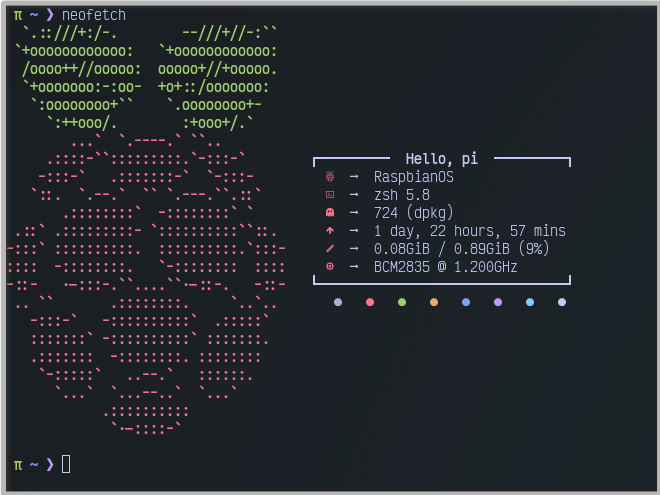 π ~ ❯ neofetch
Hello, pi
→ RaspbianOS
→ zsh 5.8
→ 724 (dpkg)
→ 1 day, 22 hours, 57 mins
→ 0.08GiB / 0.89GiB (9%)
→ BCM2835 @ 1.200GHz
π ~ ❯